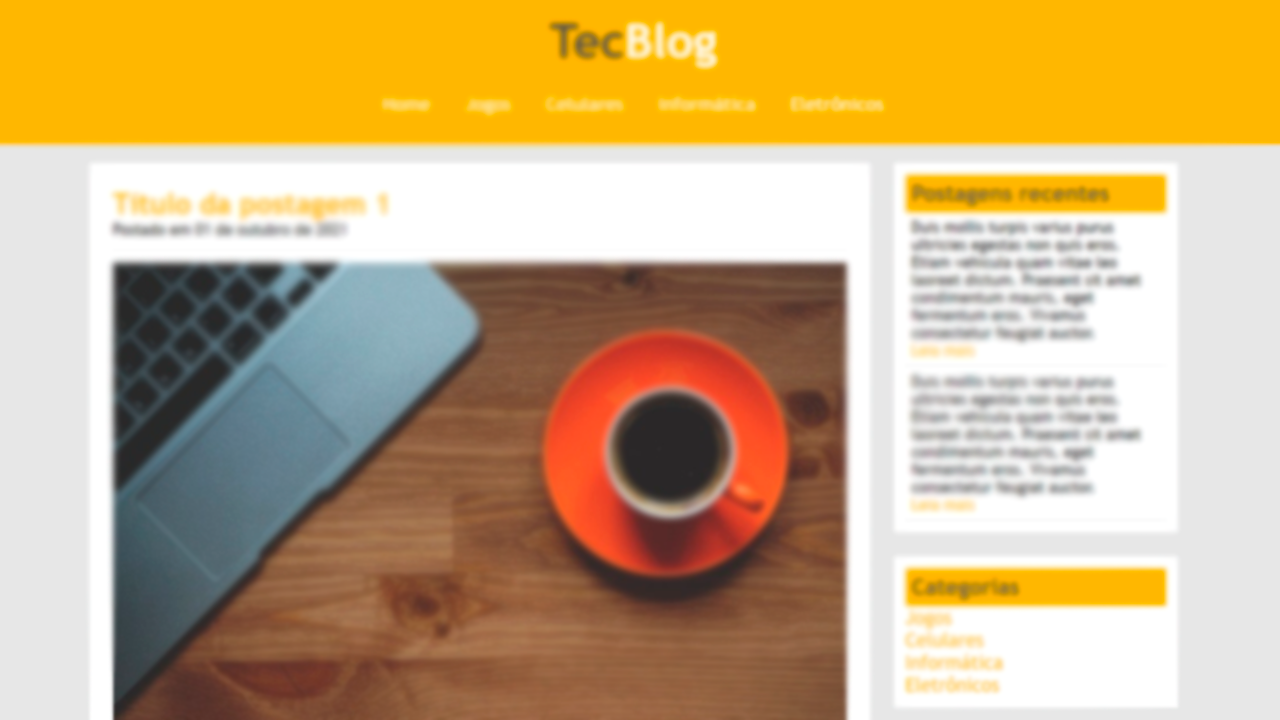 TecBlog
Home Jogos Celulares Informática Eletrônicos
Título da postagem 1
Postado em 01 de outubro de 2021
Postagens recentes
Duis mollis turpis varius purus
ultricies egestas non quis eros.
Etiam vehicula quam vitae leo
laoreet dictum. Praesent sit amet
condimentum mauris, eget
fermentum eros. Vivamus
consectetur feugiat auctor.
Leia mais
Duis mollis turpis varius purus
ultricies egestas non quis eros.
Etiam vehicula quam vitae leo
laoreet dictum. Praesent sit amet
condimentum mauris, eget
fermentum eros. Vivamus
consectetur feugiat auctor.
Leia mais
Categorias
Jogos
Celulares
Informática
Eletrônicos